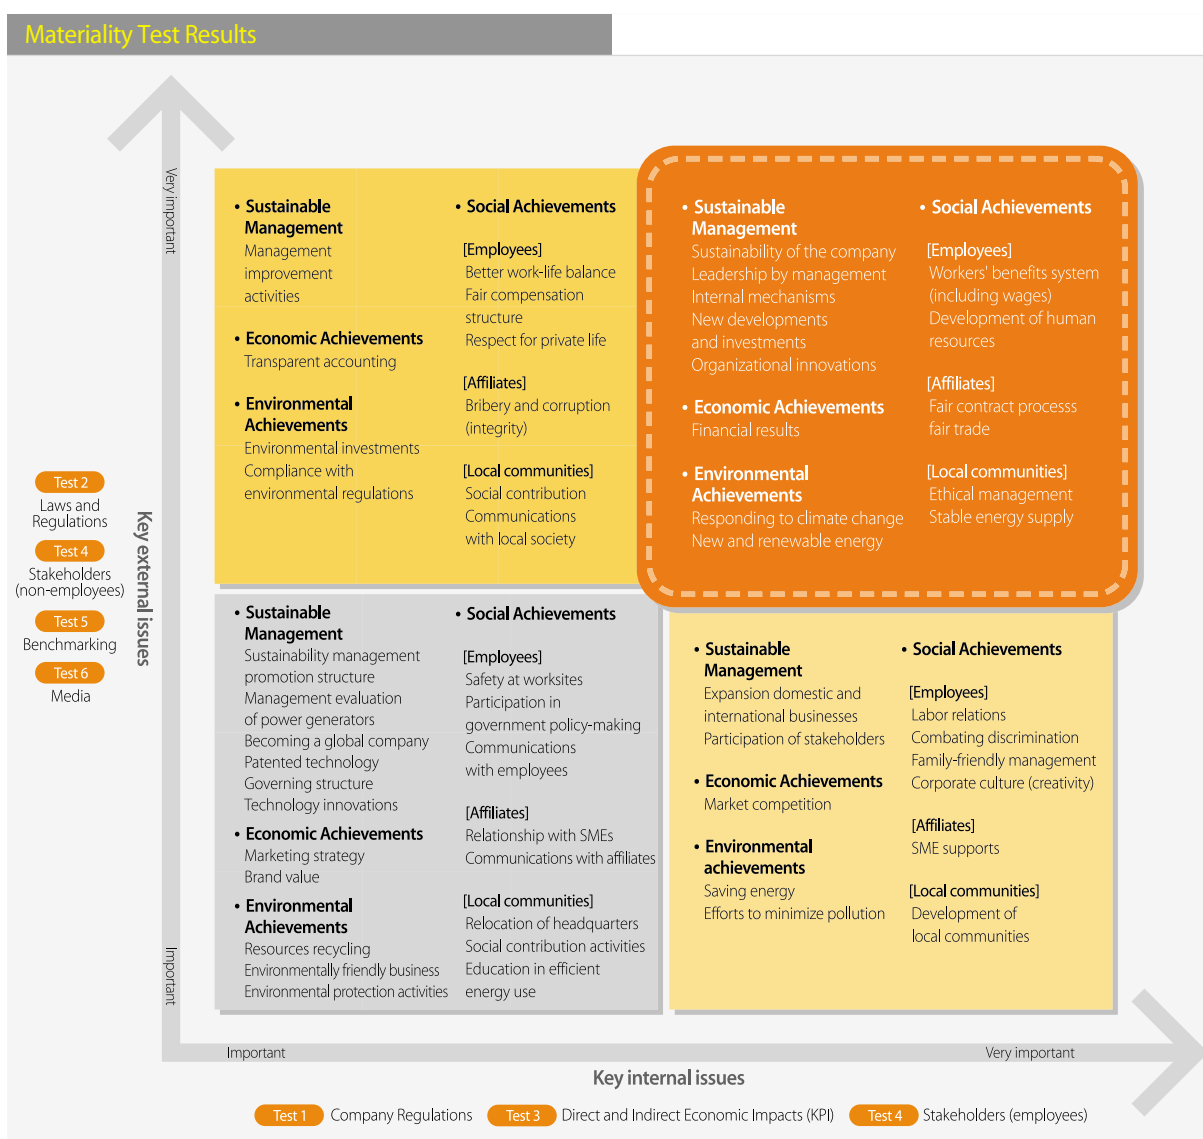 Materiality Test Results
Very important
• Sustainable
Management
Management
improvement
activities
• Economic Achievements
Transparent accounting
• Environmental
Achievements
Environmental investments
Compliance with
environmental regulations
• Social Achievements
[Employees]
Better work-life balance
Fair compensation
structure
Respect for private life
[Affiliates]
Bribery and corruption
(integrity)
[Local communities]
Social contribution
Communications
with local society
• Sustainable
Management
Sustainability of the company
Leadership by management
Internal mechanisms
New developments
and investments
Organizational innovations
• Economic Achievements
Financial results
• Environmental
Achievements
Responding to climate change
New and renewable energy
• Social Achievements
[Employees]
Workers' benefits system
(including wages)
Development of human
resources
[Affiliates]
Fair contract processs
fair trade
[Local communities]
Ethical management
Stable energy supply
Test 2
Laws and
Regulations
Test 4
Stakeholders
(non-employees)
Test 5
Benchmarking
Test 6
Media
Key external issues
• Sustainable
Management
Sustainability management
promotion structure
Management evaluation
of power generators
Becoming a global company
Patented technology
Governing structure
Technology innovations
• Economic Achievements
Marketing strategy
Brand value
• Environmental
Achievements
Resources recycling
Environmentally friendly business
Environmental protection activities
• Social Achievements
[Employees]
Safety at worksites
Participation in
government policy-making
Communications
with employees
[Affiliates]
Relationship with SMEs
Communications with affiliates
[Local communities]
Relocation of headquarters
Social contribution activities
Education in efficient
energy use
• Sustainable
Management
Expansion domestic and
international businesses
Participation of stakeholders
• Economic Achievements
Market competition
• Environmental
achievements
Saving energy
Efforts to minimize pollution
• Social Achievements
[Employees]
Labor relations
Combating discrimination
Family-friendly management
Corporate culture (creativity)
[Affiliates]
SME supports
[Local communities]
Development of
local communities
Important
Important
Very important
Key internal issues
Test 1 Company Regulations Test 3 Direct and Indirect Economic Impacts (KPI) Test 4 Stakeholders (employees)